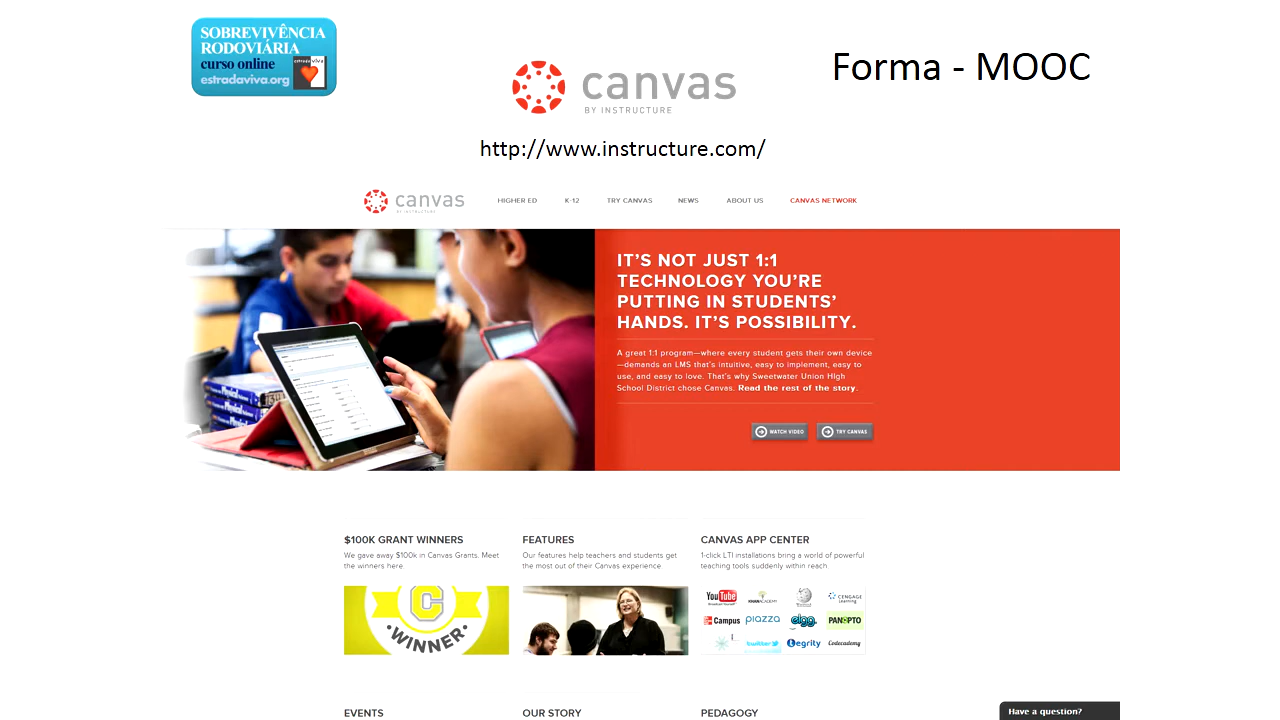 SOBREVIVÊNCIA
RODOVIÁRIA
curso online
estradaviva.org
estrada viva
Forma - MOOC
canvas
BY INSTRUCTURE
http://www.instructure.com/
canvas
BY INSTRUCTURE
HIGHER ED K-12 TRY CANVAS NEWS ABOUT US CANVAS NETWORK
IT'S NOT JUST 1:1
TECHNOLOGY YOU'RE
PUTTING IN STUDENTS'
HANDS. IT'S POSSIBILITY.
A great 1:1 program—where every student gets their own device
—demands an LMS that's intuitive, easy to implement, easy to
use, and easy to love. That's why Sweetwater Union High
School District chose Canvas. Read the rest of the story.
WATCH VIDEO TRY CANVAS
Physical
$100K GRANT WINNERS
We gave away $100k in Canvas Grants. Meet
the winners here.
C
WINNER
FEATURES
Our features help teachers and students get
the most out of their Canvas experience
CANVAS APP CENTER
1-click LTI installations bring a world of powerful
teaching tools suddenly within reach
YouTube KHANACADEMY CENGAGE
Learning
Campus piazza elgg. PANOPTO
twitter tegrity Codecademy
EVENTS OUR STORY PEDAGOGY
Have a question?